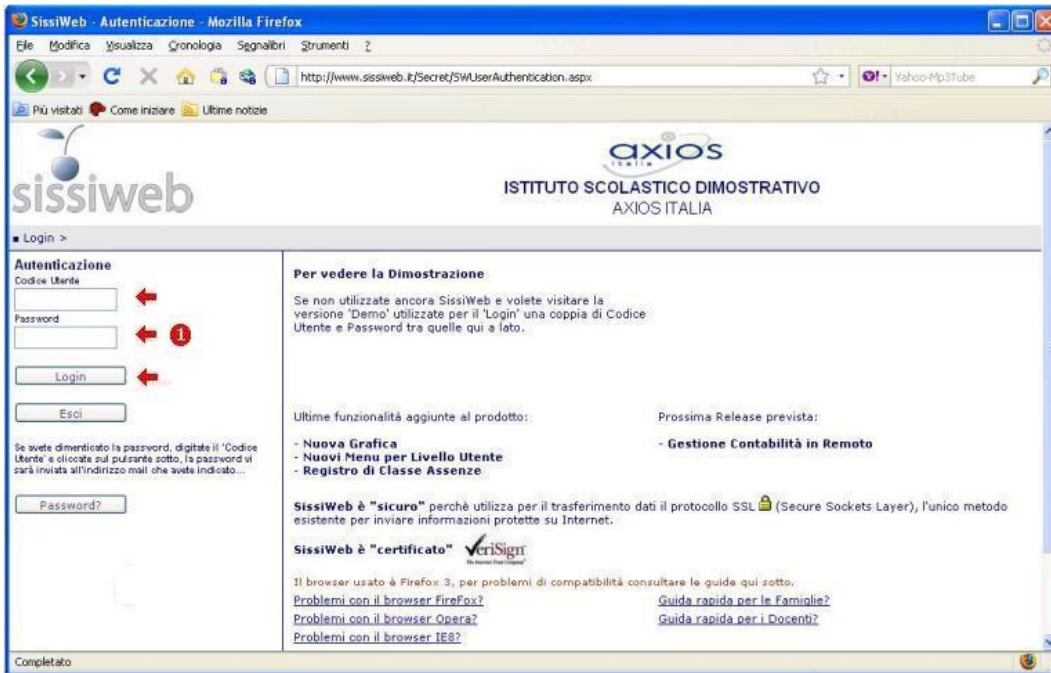 SissiWeb - Autenticazione - Mozilla Firefox
File Modifica Visualizza Cronologia Segnalibri Strumenti ?
http://www.sissiweb.it/Secret/SWUserAuthentication.aspx
Yahoo-Mp3Tube
Più visitati Come iniziare Ultime notizie
sissiweb
axios
italia
ISTITUTO SCOLASTICO DIMOSTRATIVO
AXIOS ITALIA
Login >
Autenticazione
Codice Utente
Password
1
Login
Esci
Se avete dimenticato la password, digitate il 'Codice
Utente' e cliccate sul pulsante sotto, la password vi
sarà inviata all'indirizzo mail che avete indicato...
Password?
Per vedere la Dimostrazione
Se non utilizzate ancora SissiWeb e volete visitare la
versione 'Demo' utilizzate per il 'Login' una coppia di Codice
Utente e Password tra quelle qui a lato.
Ultime funzionalità aggiunte al prodotto:
- Nuova Grafica
- Nuovi Menu per Livello Utente
- Registro di Classe Assenze
Prossima Release prevista:
- Gestione Contabilità in Remoto
SissiWeb è "sicuro" perchè utilizza per il trasferimento dati il protocollo SSL (Secure Sockets Layer), l'unico metodo
esistente per inviare informazioni protette su Internet.
SissiWeb è "certificato" VeriSign
Il browser usato è Firefox 3, per problemi di compatibilità consultare le guide qui sotto.
Problemi con il browser FireFox?
Problemi con il browser Opera?
Problemi con il browser IE8?
Guida rapida per le Famiglie?
Guida rapida per i Docenti?
Completato